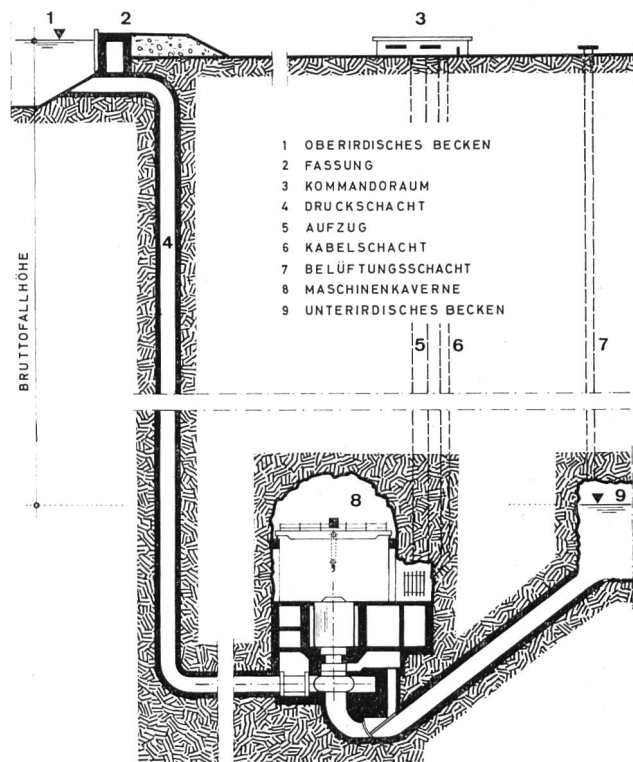 1 2 3
1 OBERIRDISCHES BECKEN
2 FASSUNG
3 KOMMANDORAUM
4 DRUCKSCHACHT
5 AUFZUG
6 KABELSCHACHT
7 BELÜFTUNGSSCHACHT
8 MASCHINENKAVERNE
9 UNTERIRDISCHES BECKEN
4
BRUTTOFALLHÖHE
5 6 7
8 9